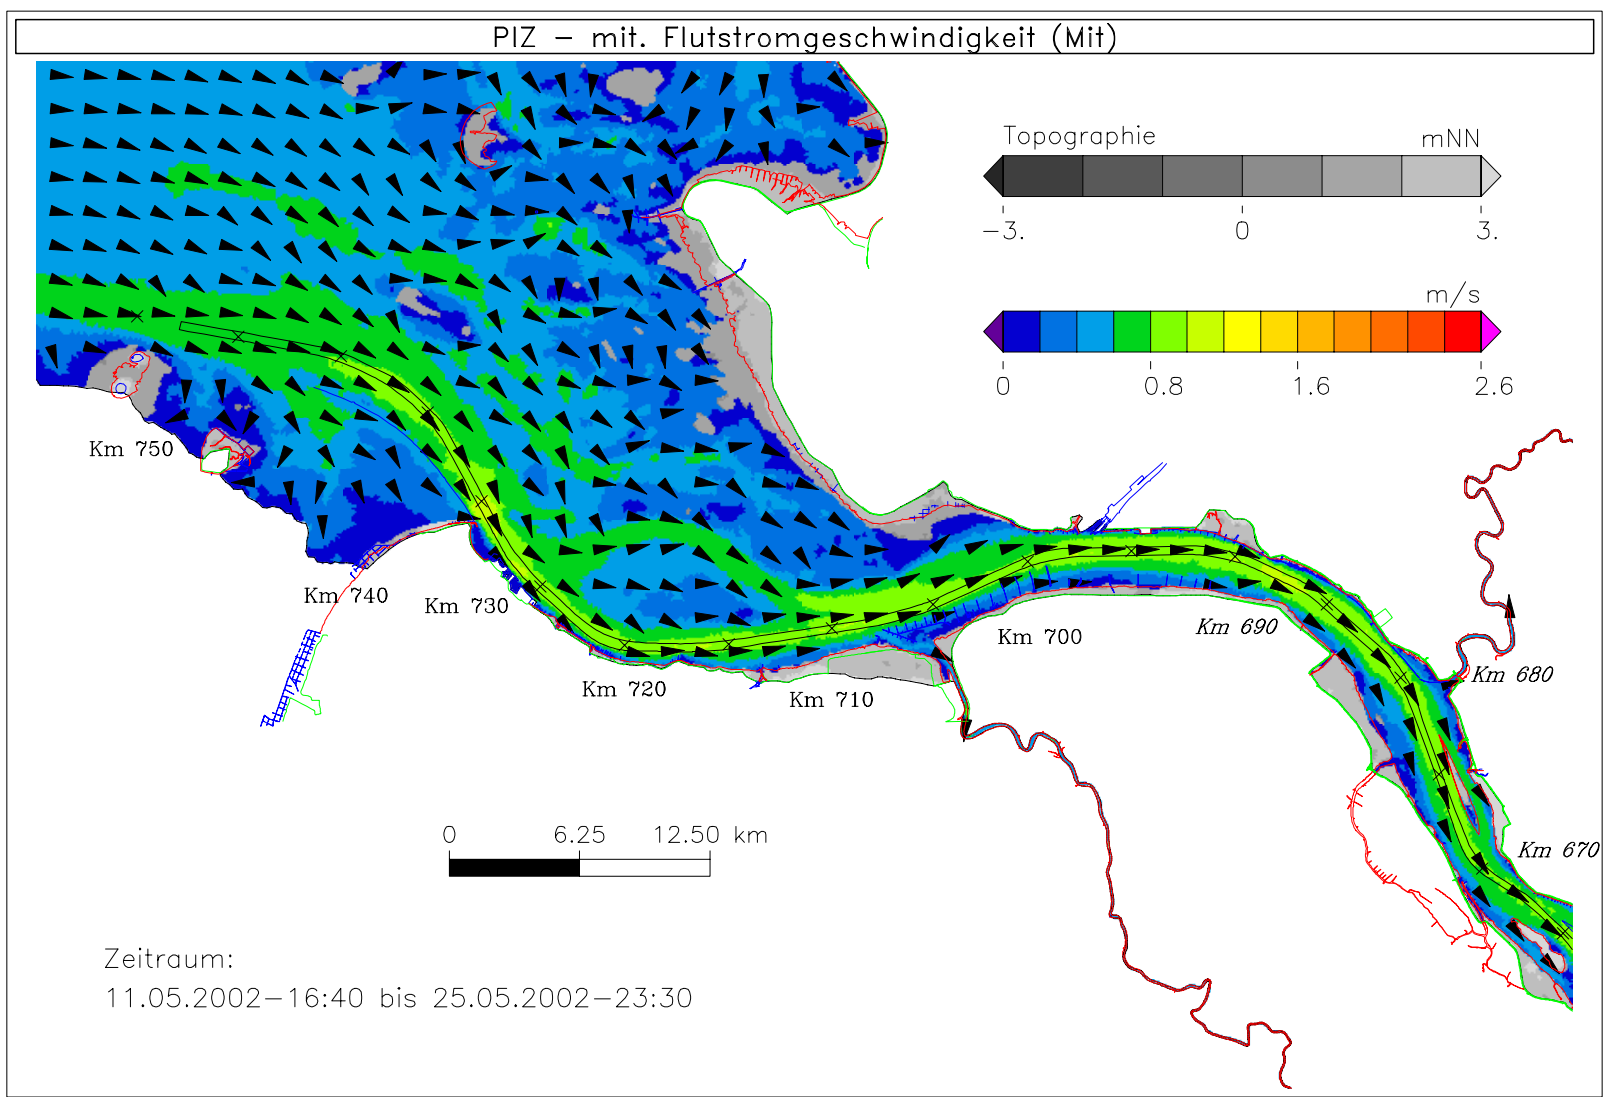 PIZ - mit. Flutstromgeschwindigkeit (Mit)
Topographie mNN
-3. 0 3.
m/s
0 0.8 1.6 2.6
Km 750
Km 740
Km 730
Km 720
Km 710
Km 700
Km 690
Km 680
Km 670
0 6.25 12.50 km
Zeitraum:
11.05.2002-16:40 bis 25.05.2002-23:30